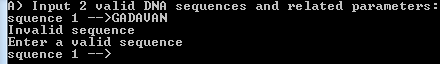 A) Input 2 valid DNA sequences and related parameters:
squence 1 -->GADAVAN
Invalid sequence
Enter a valid sequence
squence 1 -->